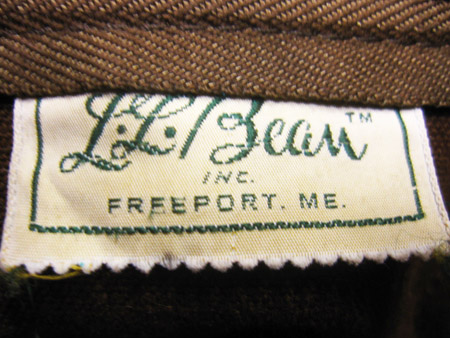 L.L. Bean™
INC.
FREEPORT. ME.